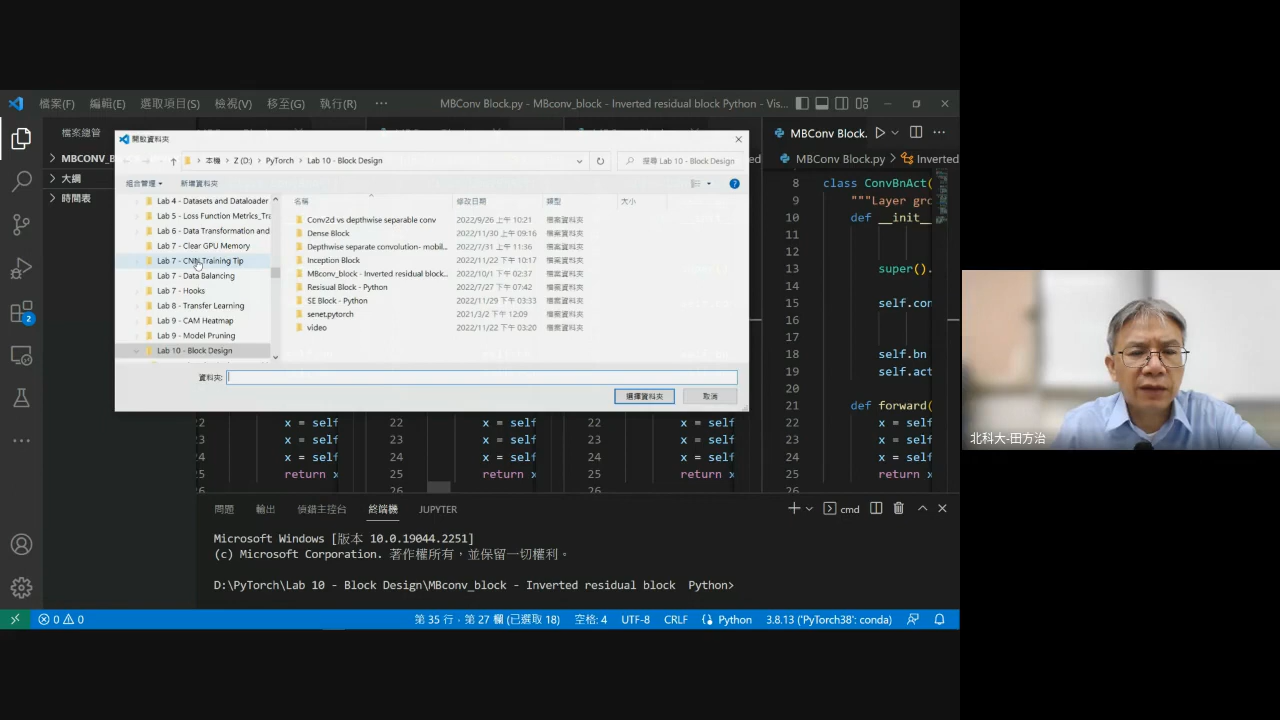 檔案(F) 編輯(E) 選取項目(S) 檢視(V) 移至(G) 執行(R) ··· MBConv Block.py - MBconv_block - Inverted residual block Python - Vis...
檔案總管
MBCONV_B
大綱
時間表
開啟資料夾
本機 › Z (D:) › PyTorch › Lab 10 - Block Design
搜尋 Lab 10 - Block Design
組合管理 新增資料夾
名稱 修改日期 類型 大小
Lab 4 - Datasets and Dataloader
Lab 5 - Loss Function Metrics_Tra
Lab 6 - Data Transformation and
Lab 7 - Clear GPU Memory
Lab 7 - CNN Training Tip
Lab 7 - Data Balancing
Lab 7 - Hooks
Lab 8 - Transfer Learning
Lab 9 - CAM Heatmap
Lab 9 - Model Pruning
Lab 10 - Block Design
Conv2d vs depthwise separable conv 2022/9/26 上午 10:21 檔案資料夾
Dense Block 2022/11/30 上午 09:16 檔案資料夾
Depthwise separate convolution- mobil... 2022/7/31 上午 11:36 檔案資料夾
Inception Block 2022/11/22 上午 10:17 檔案資料夾
MBconv_block - Inverted residual block... 2022/10/1 下午 02:37 檔案資料夾
Resisual Block - Python 2022/7/27 下午 07:42 檔案資料夾
SE Block - Python 2022/11/29 下午 03:33 檔案資料夾
senet.pytorch 2021/3/2 下午 12:09 檔案資料夾
video 2022/11/22 下午 03:20 檔案資料夾
資料夾:
選擇資料夾 取消
MBConv Block.
MBConv Block.py › Inverted
8 class ConvBnAct(
9 """Layer gro
10 def __init__
11
12
13 super().
14
15 self.con
16
17
18 self.bn
19 self.act
20
21 def forward(
22 x = self 22 x = self 22 x = self 22 x = self
23 x = self 23 x = self 23 x = self 23 x = self
24 x = self 24 x = self 24 x = self 24 x = self
25 return x 25 return x 25 return x 25 return x
26 26 26 26
問題 輸出 偵錯主控台 終端機 JUPYTER
cmd
Microsoft Windows [版本 10.0.19044.2251]
(c) Microsoft Corporation. 著作權所有，並保留一切權利。
D:\PyTorch\Lab 10 - Block Design\MBconv_block - Inverted residual block  Python>
0 0 第 35 行，第 27 欄 (已選取 18) 空格: 4 UTF-8 CRLF Python 3.8.13 ('PyTorch38': conda)
2
北科大-田方治